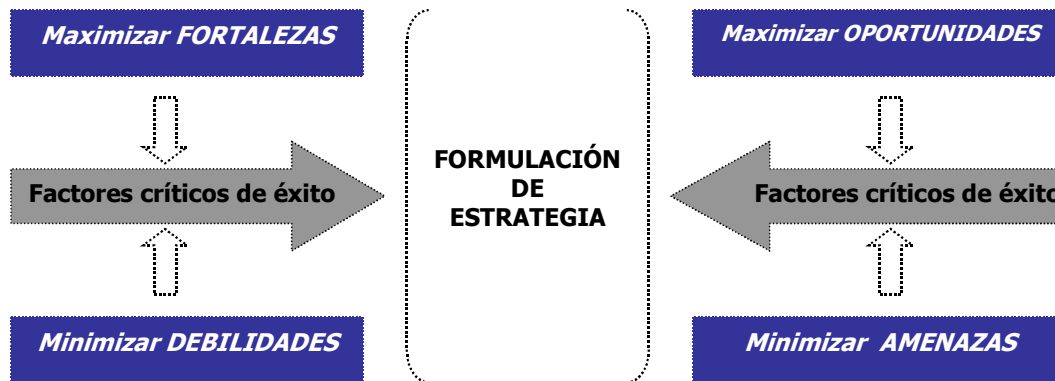 Maximizar FORTALEZAS
Maximizar OPORTUNIDADES
Factores críticos de éxito
FORMULACIÓN
DE
ESTRATEGIA
Factores críticos de éxito
Minimizar DEBILIDADES
Minimizar AMENAZAS